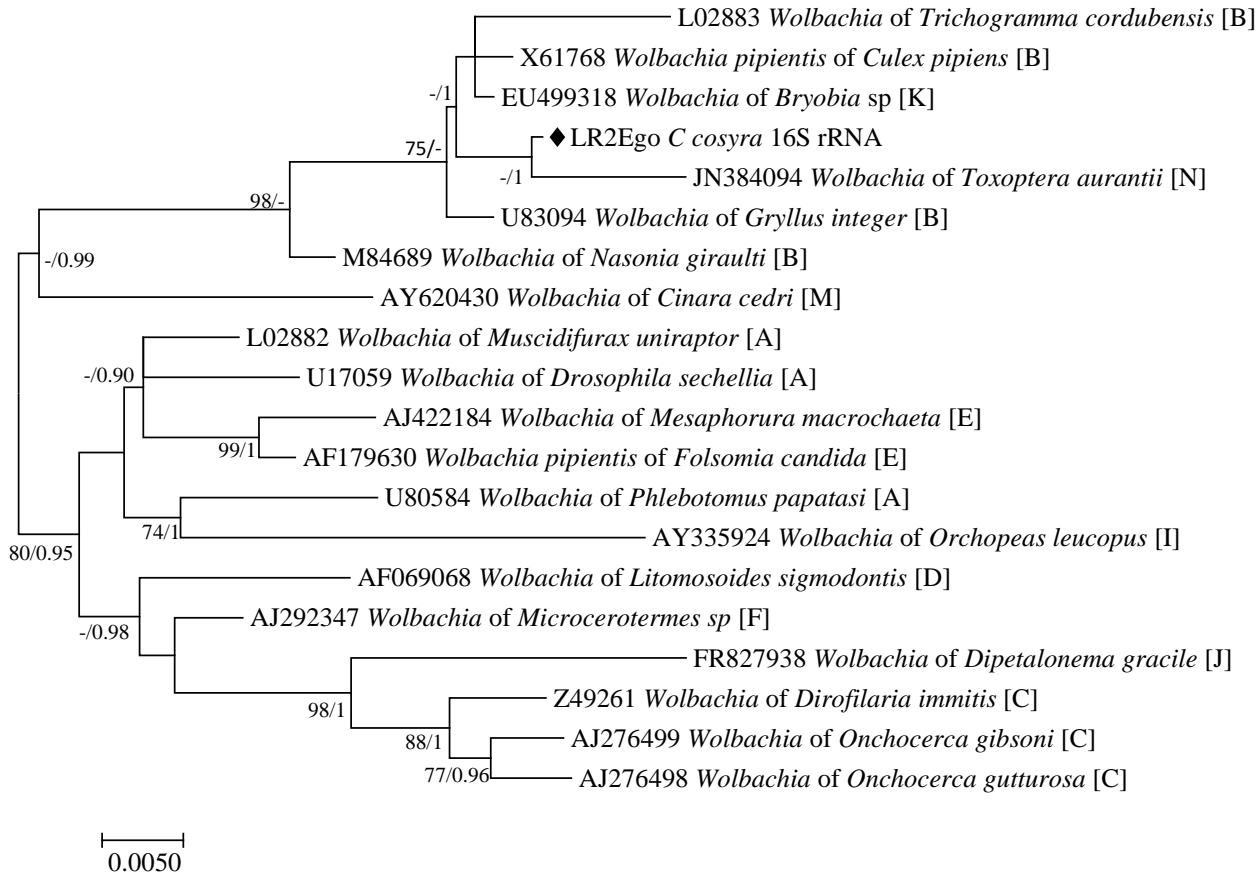 L02883 Wolbachia of Trichogramma cordubensis [B]
X61768 Wolbachia pipientis of Culex pipiens [B]
-/1
EU499318 Wolbachia of Bryobia sp [K]
♦LR2Ego C cosyra 16S rRNA
75/-
-/1
JN384094 Wolbachia of Toxoptera aurantii [N]
98/-
U83094 Wolbachia of Gryllus integer [B]
-/0.99
M84689 Wolbachia of Nasonia giraulti [B]
AY620430 Wolbachia of Cinara cedri [M]
L02882 Wolbachia of Muscidifurax uniraptor [A]
-/0.90
U17059 Wolbachia of Drosophila sechellia [A]
AJ422184 Wolbachia of Mesaphorura macrochaeta [E]
99/1
AF179630 Wolbachia pipientis of Folsomia candida [E]
U80584 Wolbachia of Phlebotomus papatasi [A]
74/1
AY335924 Wolbachia of Orchopeas leucopus [I]
80/0.95
AF069068 Wolbachia of Litomosoides sigmodontis [D]
AJ292347 Wolbachia of Microcerotermes sp [F]
-/0.98
FR827938 Wolbachia of Dipetalonema gracile [J]
98/1
Z49261 Wolbachia of Dirofilaria immitis [C]
88/1
AJ276499 Wolbachia of Onchocerca gibsoni [C]
77/0.96
AJ276498 Wolbachia of Onchocerca gutturosa [C]
0.0050